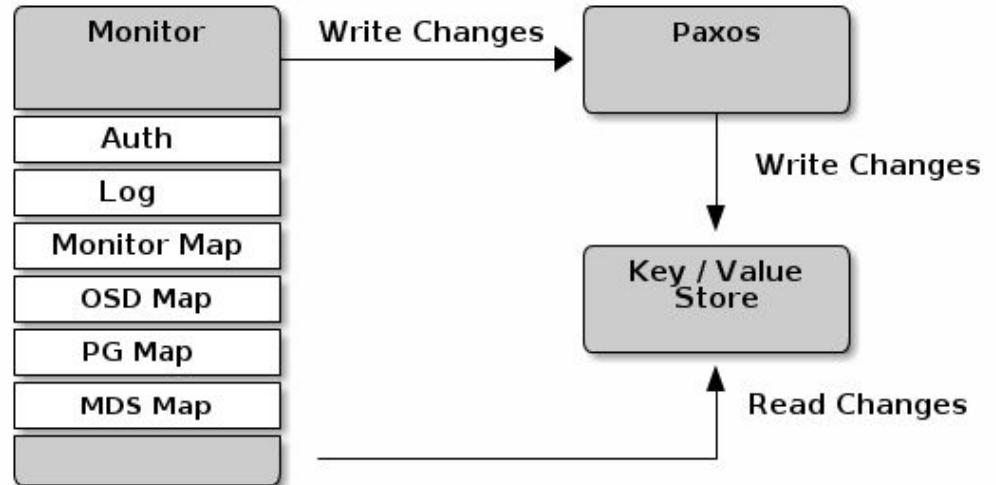 Monitor
Write Changes
Paxos
Auth
Log
Monitor Map
OSD Map
PG Map
MDS Map
Write Changes
Key / Value
Store
Read Changes